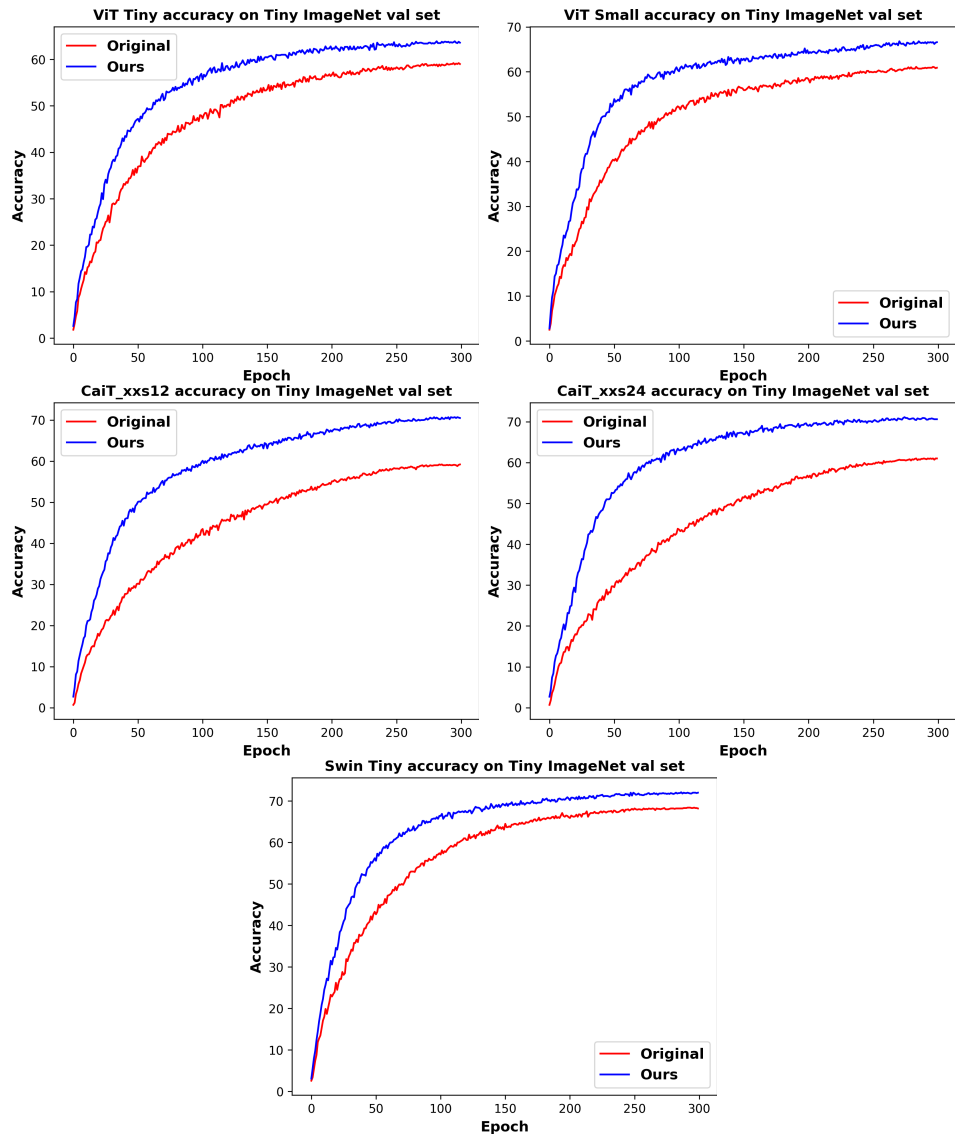 ViT Tiny accuracy on Tiny ImageNet val set
Original
Ours
Accuracy
60
50
40
30
20
10
0
0 50 100 150 200 250 300
Epoch
ViT Small accuracy on Tiny ImageNet val set
Original
Ours
Accuracy
70
60
50
40
30
20
10
0
0 50 100 150 200 250 300
Epoch
CaiT_xxs12 accuracy on Tiny ImageNet val set
Original
Ours
Accuracy
70
60
50
40
30
20
10
0
0 50 100 150 200 250 300
Epoch
CaiT_xxs24 accuracy on Tiny ImageNet val set
Original
Ours
Accuracy
70
60
50
40
30
20
10
0
0 50 100 150 200 250 300
Epoch
Swin Tiny accuracy on Tiny ImageNet val set
Original
Ours
Accuracy
70
60
50
40
30
20
10
0
0 50 100 150 200 250 300
Epoch